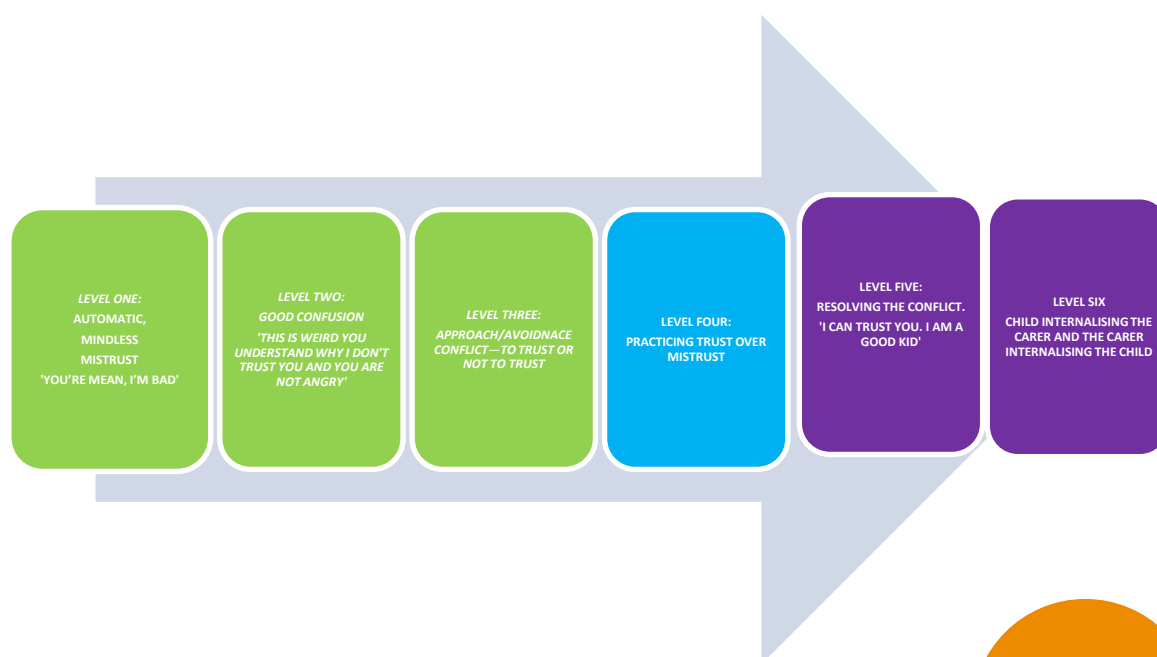 LEVEL ONE:
AUTOMATIC,
MINDLESS
MISTRUST
'YOU'RE MEAN, I'M BAD'
LEVEL TWO:
GOOD CONFUSION
'THIS IS WEIRD YOU
UNDERSTAND WHY I DON'T
TRUST YOU AND YOU ARE
NOT ANGRY'
LEVEL THREE:
APPROACH/AVOIDNACE
CONFLICT—TO TRUST OR
NOT TO TRUST
LEVEL FOUR:
PRACTICING TRUST OVER
MISTRUST
LEVEL FIVE:
RESOLVING THE CONFLICT.
'I CAN TRUST YOU. I AM A
GOOD KID'
LEVEL SIX
CHILD INTERNALISING THE
CARER AND THE CARER
INTERNALISING THE CHILD